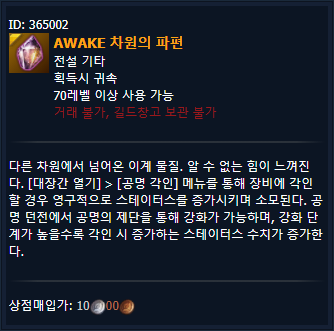 ID: 365002
AWAKE 차원의 파편
전설 기타
획득시 귀속
70레벨 이상 사용 가능
거래 불가, 길드창고 보관 불가
다른 차원에서 넘어온 이계 물질. 알 수 없는 힘이 느껴진
다. [대장간 열기] > [공명 각인] 메뉴를 통해 장비에 각인
할 경우 영구적으로 스테이터스를 증가시키며 소모된다. 공
명 던전에서 공명의 제단을 통해 강화가 가능하며, 강화 단
계가 높을수록 각인 시 증가하는 스테이터스 수치가 증가한
다.
상점매입가: 10 00